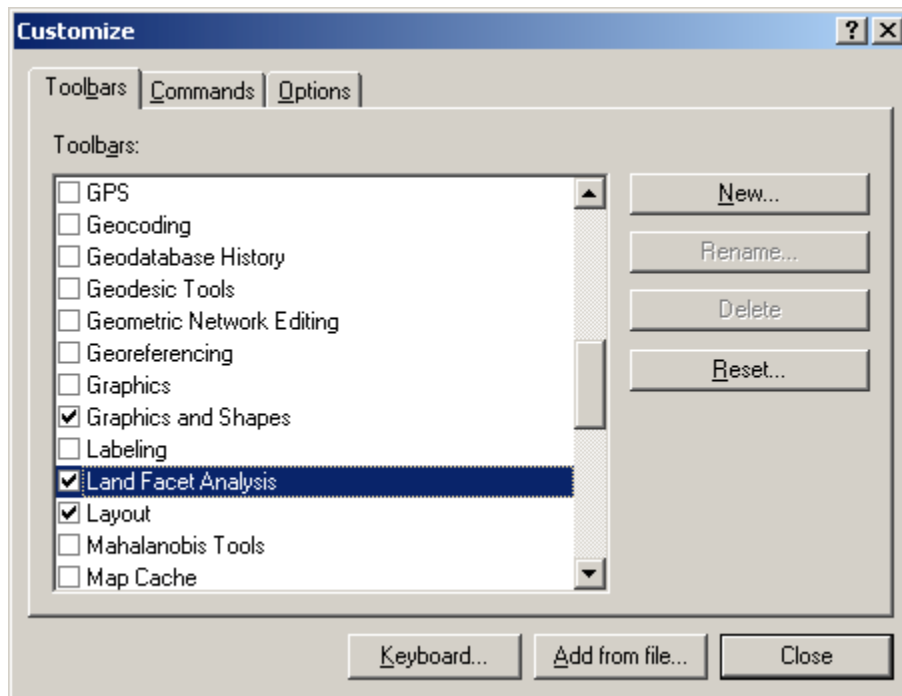 Customize
Toolbars Commands Options
Toolbars:
GPS
Geocoding
Geodatabase History
Geodesic Tools
Geometric Network Editing
Georeferencing
Graphics
Graphics and Shapes
Labeling
Land Facet Analysis
Layout
Mahalanobis Tools
Map Cache
New...
Rename...
Delete
Reset...
Keyboard... Add from file... Close